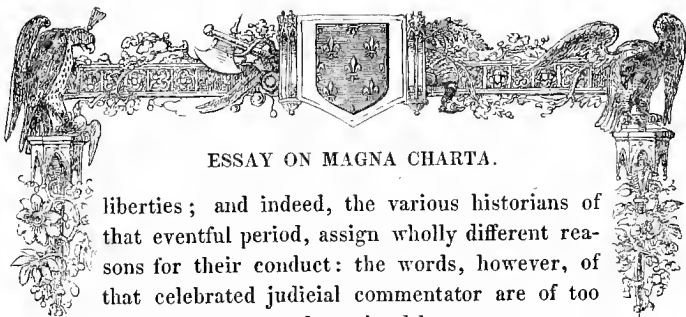 ESSAY ON MAGNA CHARTA.
liberties ; and indeed, the various historians of
that eventful period, assign wholly different rea-
sons for their conduct: the words, however, of
that celebrated judicial commentator are of too